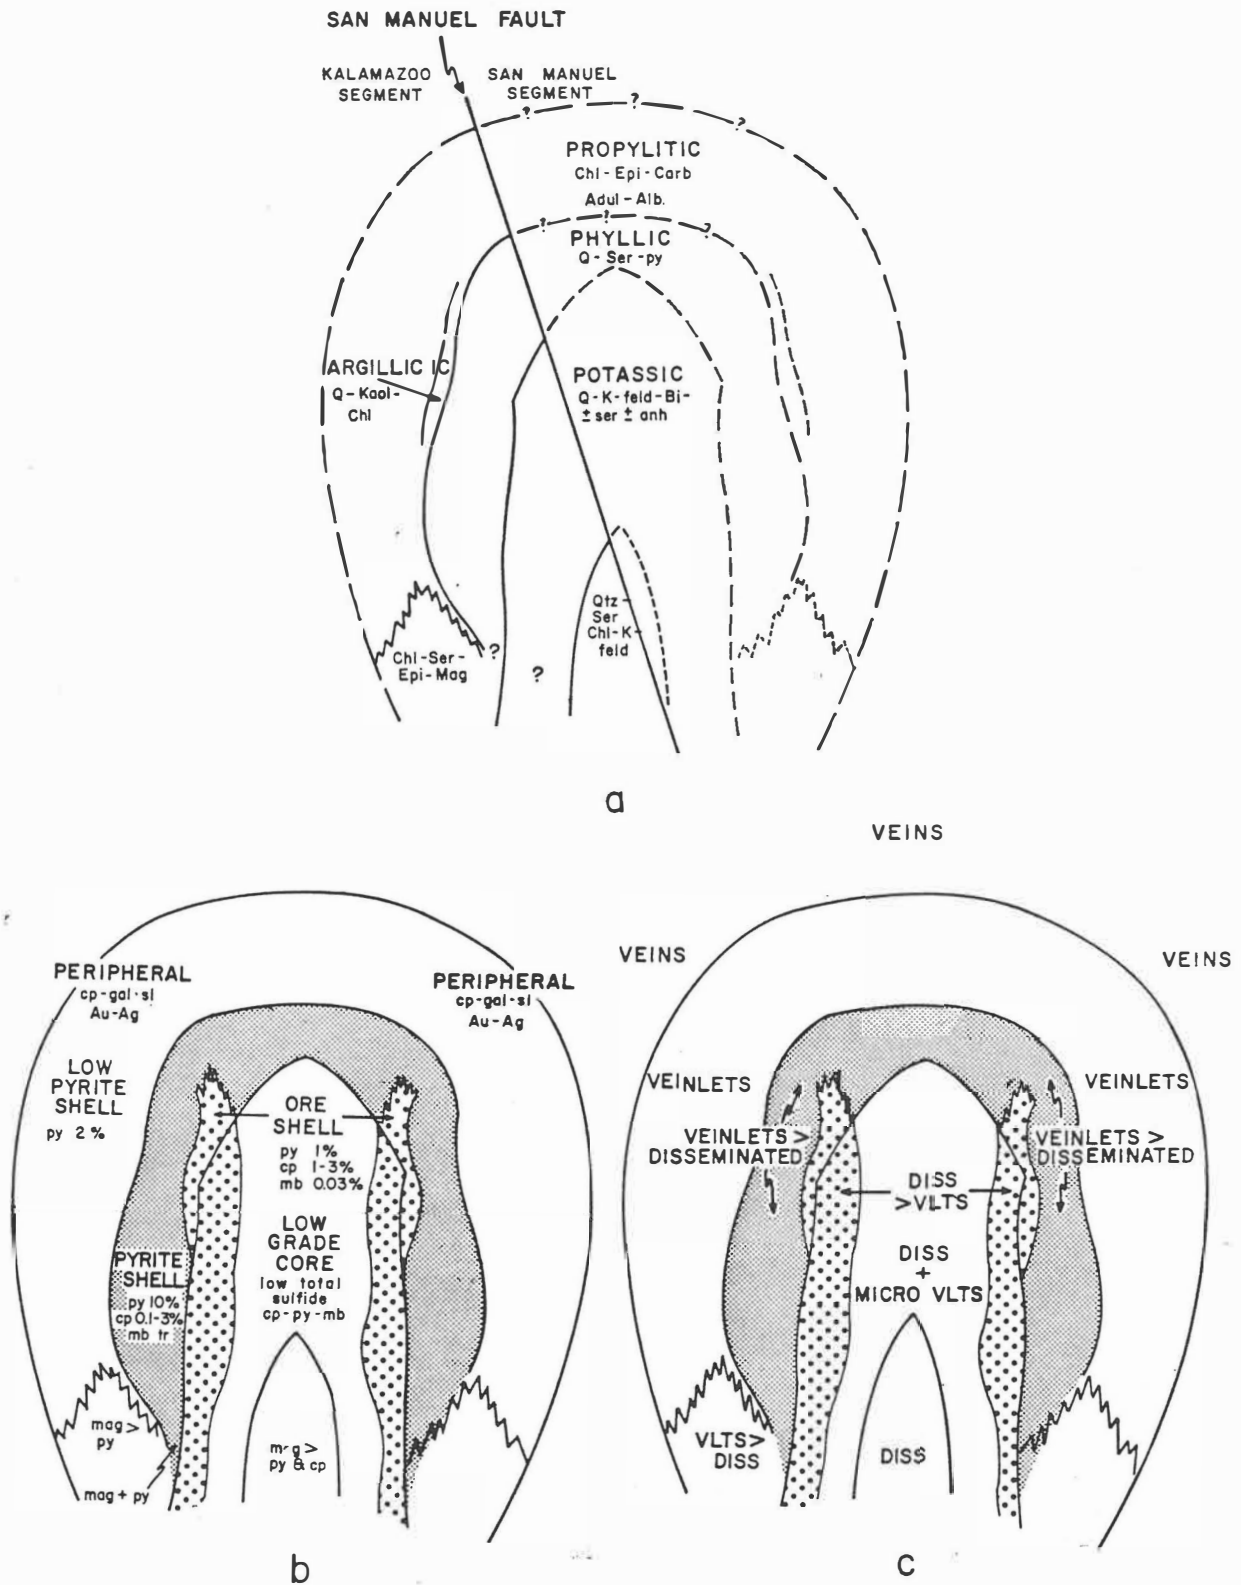 SAN MANUEL FAULT
KALAMAZOO
SEGMENT
SAN MANUEL
SEGMENT
?
?
?
PROPYLITIC
Chl - Epi - Carb
Adul - Alb.
?
?
?
PHYLLIC
Q - Ser - py
ARGILLIC IC
Q - Kaol -
Chl
POTASSIC
Q - K - feld - Bi -
± ser ± anh
Qtz -
Ser
Chl - K -
feld
Chl - Ser -
Epi - Mag
?
?
a
PERIPHERAL
cp-gal-sl
Au-Ag
PERIPHERAL
cp-gal-sl
Au-Ag
LOW
PYRITE
SHELL
py 2 %
ORE
SHELL
py 1%
cp 1-3%
mb 0.03%
LOW
GRADE
CORE
low total
sulfide
cp-py-mb
PYRITE
SHELL
py 10%
cp 0.1-3%
mb tr
mag >
py
mag + py
mag >
py & cp
b
VEINS
VEINS
VEINS
VEINLETS
VEINLETS
VEINLETS >
DISSEMINATED
VEINLETS >
DISSEMINATED
DISS
> VLTS
DISS
+
MICRO VLTS
VLTS >
DISS
DISS
c